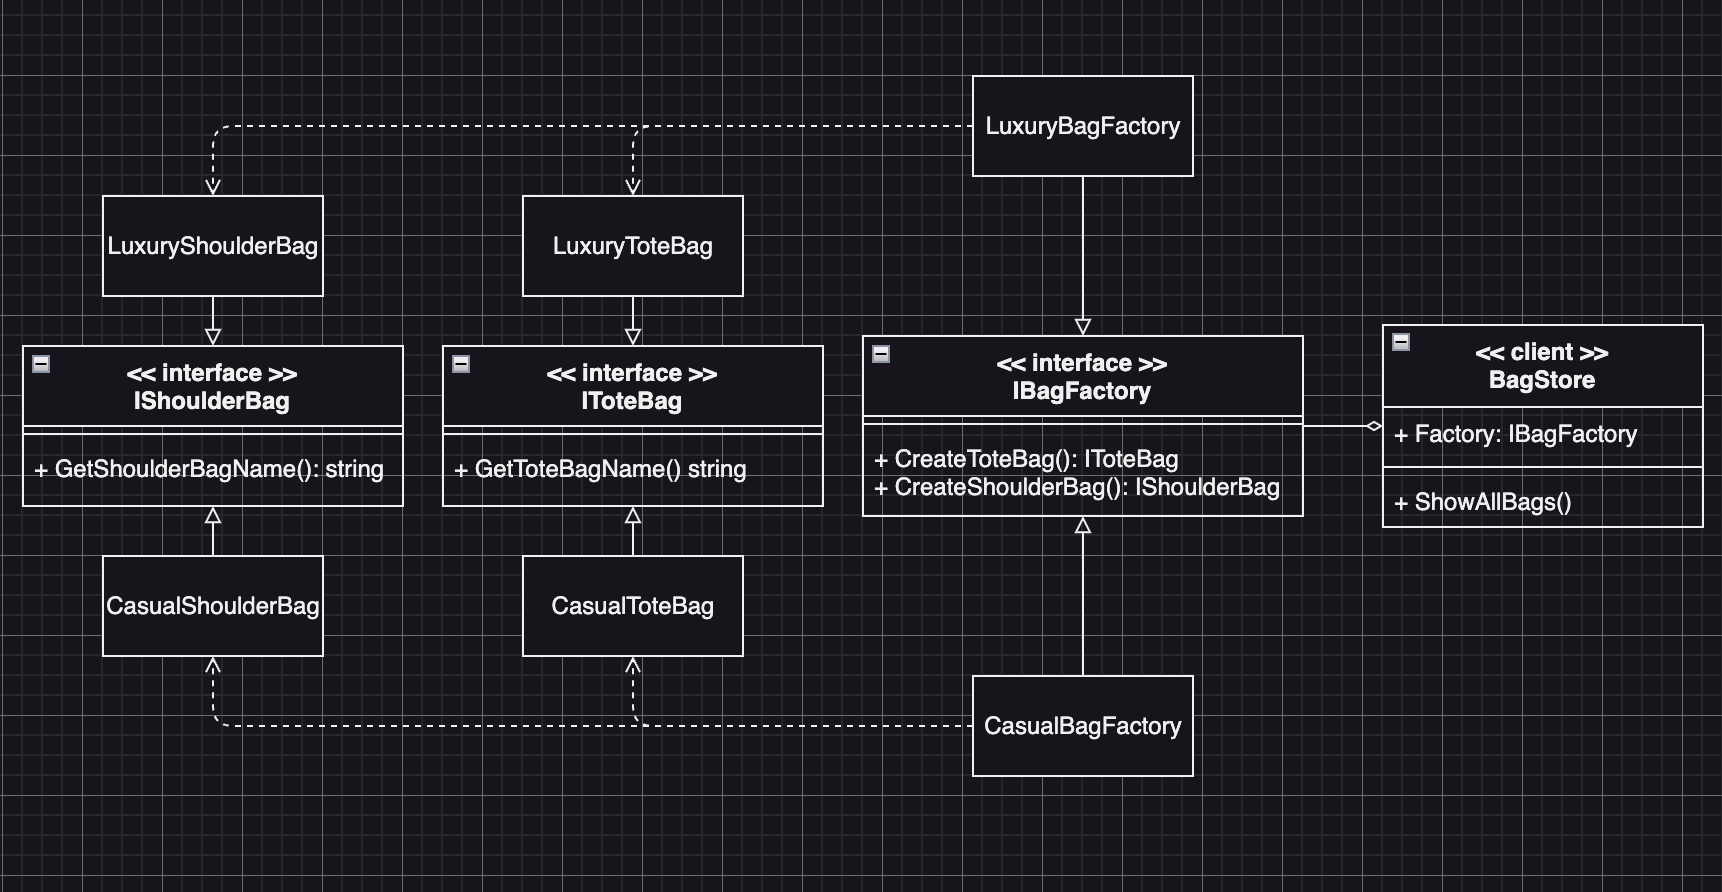 LuxuryBagFactory
LuxuryShoulderBag
LuxuryToteBag
<< interface >>
IShoulderBag
+ GetShoulderBagName(): string
<< interface >>
IToteBag
+ GetToteBagName() string
<< interface >>
IBagFactory
+ CreateToteBag(): IToteBag
+ CreateShoulderBag(): IShoulderBag
<< client >>
BagStore
+ Factory: IBagFactory
+ ShowAllBags()
CasualShoulderBag
CasualToteBag
CasualBagFactory